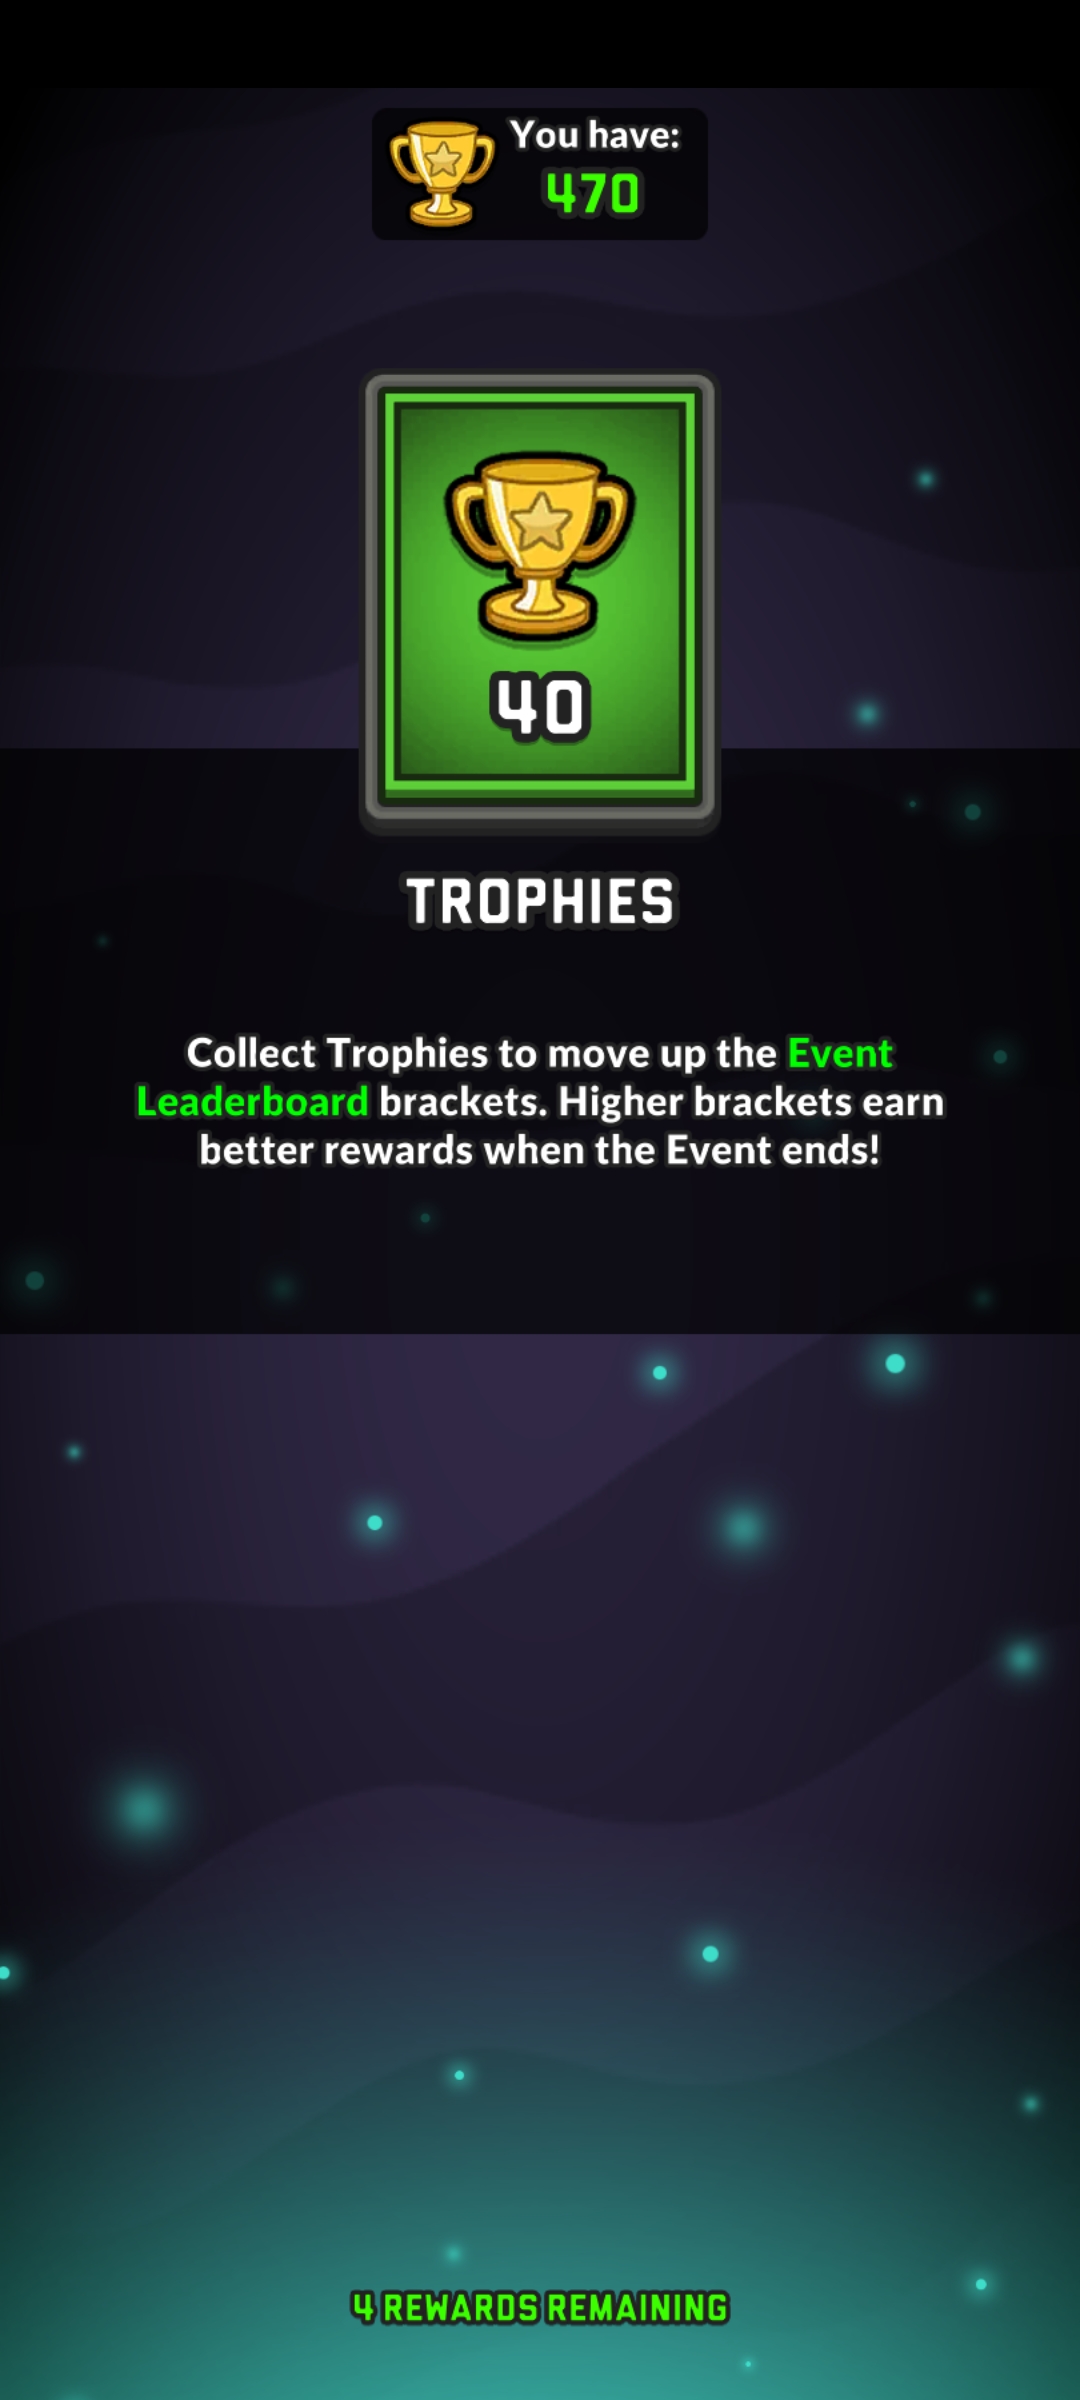 You have:
470
40
TROPHIES
Collect Trophies to move up the Event
Leaderboard brackets. Higher brackets earn
better rewards when the Event ends!
4 REWARDS REMAINING